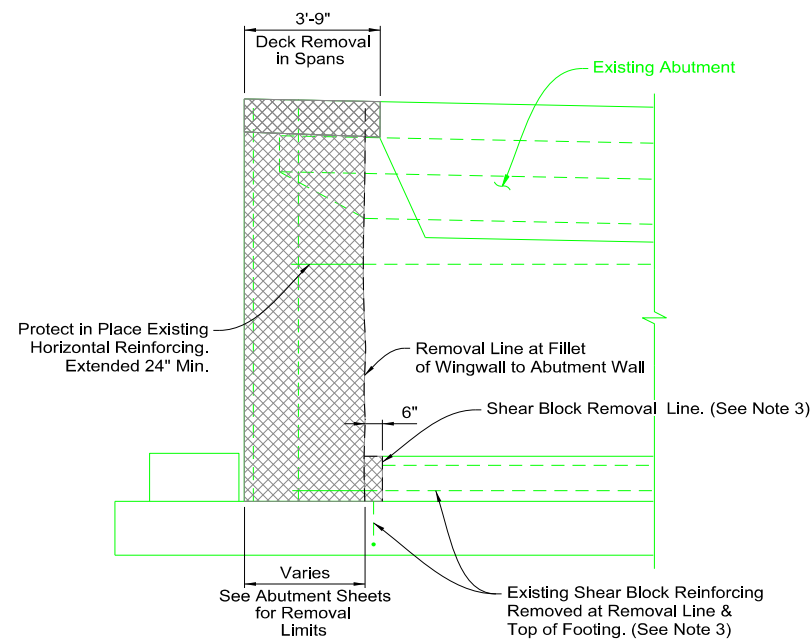 3'-9"
Deck Removal
in Spans
Existing Abutment
Protect in Place Existing
Horizontal Reinforcing.
Extended 24" Min.
Removal Line at Fillet
of Wingwall to Abutment Wall
6"
Shear Block Removal Line. (See Note 3)
Varies
See Abutment Sheets
for Removal
Limits
Existing Shear Block Reinforcing
Removed at Removal Line &
Top of Footing. (See Note 3)